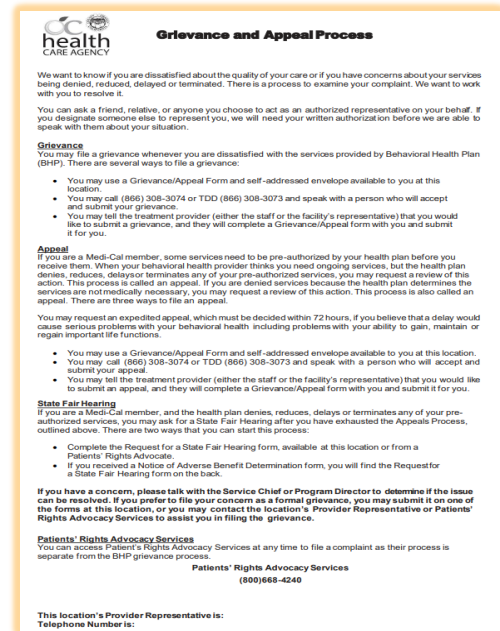 OC
health
CARE AGENCY
Grievance and Appeal Process
We want to know if you are dissatisfied about the quality of your care or if you have concerns about your services
being denied, reduced, delayed or terminated. There is a process to examine your complaint. We want to work
with you to resolve it.
You can ask a friend, relative, or anyone you choose to act as an authorized representative on your behalf. If
you designate someone else to represent you, we will need your written authorization before we are able to
speak with them about your situation.
Grievance
You may file a grievance whenever you are dissatisfied with the services provided by Behavioral Health Plan
(BHP). There are several ways to file a grievance:
• You may use a Grievance/Appeal Form and self-addressed envelope available to you at this
location.
• You may call (866) 308-3074 or TDD (866) 308-3073 and speak with a person who will accept
and submit your grievance.
• You may tell the treatment provider (either the staff or the facility's representative) that you would
like to submit a grievance, and they will complete a Grievance/Appeal form with you and submit
it for you.
Appeal
If you are a Medi-Cal member, some services need to be pre-authorized by your health plan before you
receive them. When your behavioral health provider thinks you need ongoing services, but the health plan
denies, reduces, delays or terminates any of your pre-authorized services, you may request a review of this
action. This process is called an appeal. If you are denied services because the health plan determines the
services are not medically necessary, you may request a review of this action. This process is also called an
appeal. There are three ways to file an appeal.
You may request an expedited appeal, which must be decided within 72 hours, if you believe that a delay would
cause serious problems with your behavioral health including problems with your ability to gain, maintain or
regain important life functions.
• You may use a Grievance/Appeal Form and self-addressed envelope available to you at this location.
• You may call (866) 308-3074 or TDD (866) 308-3073 and speak with a person who will accept and
submit your appeal.
• You may tell the treatment provider (either the staff or the facility's representative) that you would like
to submit an appeal, and they will complete a Grievance/Appeal form with you and submit it for you.
State Fair Hearing
If you are a Medi-Cal member, and the health plan denies, reduces, delays or terminates any of your pre-
authorized services, you may ask for a State Fair Hearing after you have exhausted the Appeals Process,
outlined above. There are two ways that you can start this process:
• Complete the Request for a State Fair Hearing form, available at this location or from a
Patients' Rights Advocate.
• If you received a Notice of Adverse Benefit Determination form, you will find the Request for
a State Fair Hearing form on the back.
If you have a concern, please talk with the Service Chief or Program Director to determine if the issue
can be resolved. If you prefer to file your concern as a formal grievance, you may submit it on one of
the forms at this location, or you may contact the location's Provider Representative or Patients'
Rights Advocacy Services to assist you in filing the grievance.
Patients' Rights Advocacy Services
You can access Patient's Rights Advocacy Services at any time to file a complaint as their process is
separate from the BHP grievance process.
Patients' Rights Advocacy Services
(800)668-4240
This location's Provider Representative is:
Telephone Number is: